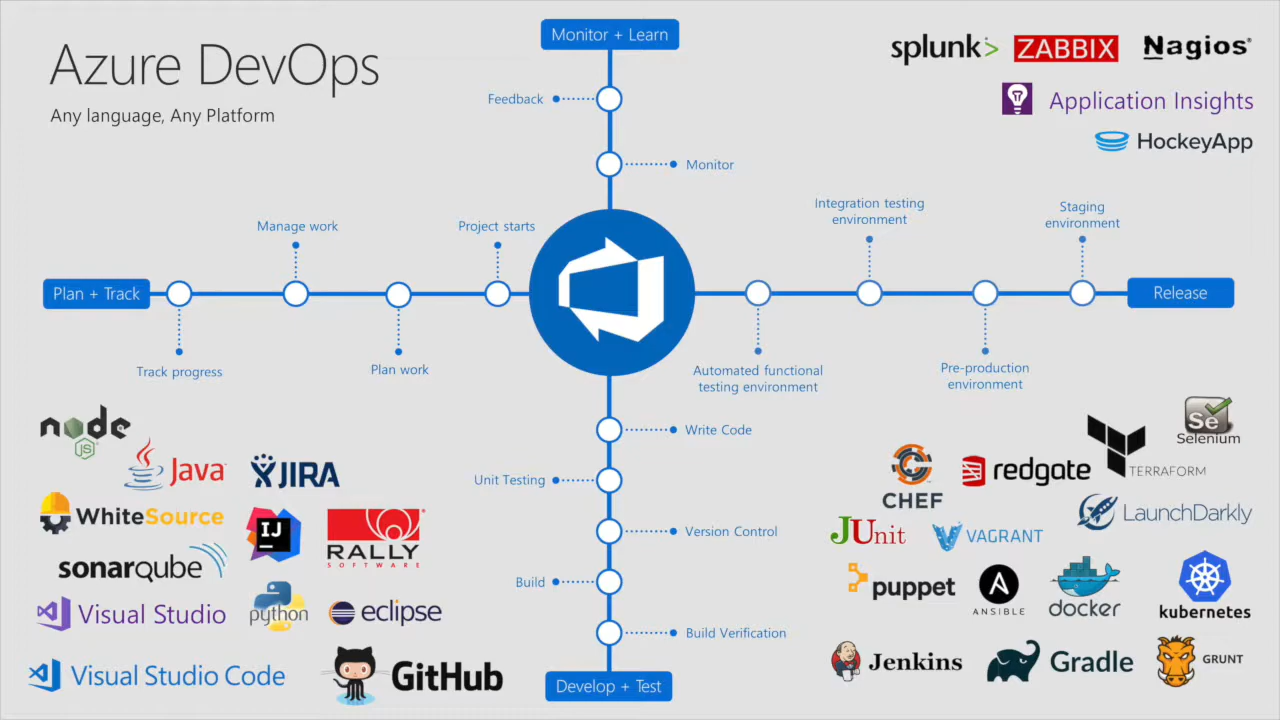 Azure DevOps
Any language, Any Platform
Monitor + Learn
Feedback
Monitor
splunk>
ZABBIX
Nagios®
Application Insights
HockeyApp
Manage work
Project starts
Integration testing
environment
Staging
environment
Plan + Track
Release
Track progress
Plan work
Automated functional
testing environment
Pre-production
environment
Write Code
Unit Testing
Version Control
Build
Build Verification
Develop + Test
node
JS
Java
JIRA
WhiteSource
IJ
RALLY®
SOFTWARE
sonarqube
Visual Studio
python
eclipse
Visual Studio Code
GitHub
Se
Selenium
TERRAFORM
CHEF
redgate
LaunchDarkly
JUnit
VAGRANT
puppet
ANSIBLE
docker
kubernetes
Jenkins
Gradle
GRUNT